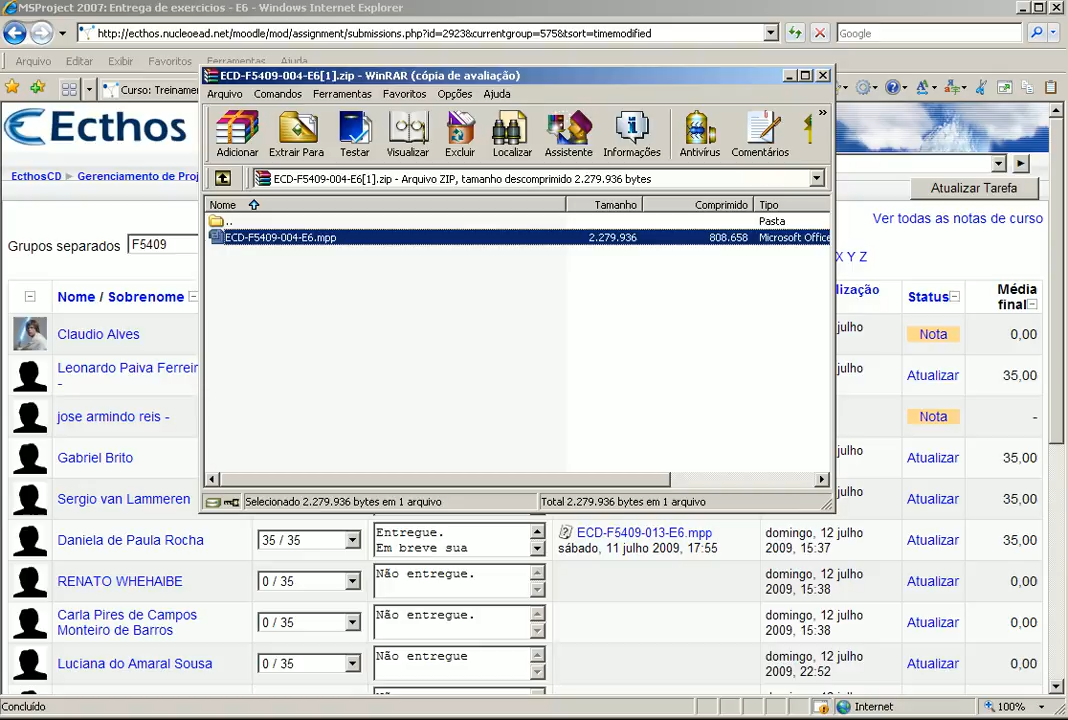 MSProject 2007: Entrega de exercicios - E6 - Windows Internet Explorer
http://ecthos.nucleoead.net/moodle/mod/assignment/submissions.php?id=2923&currentgroup=575&tsort=timemodified
Google
Arquivo Editar Exibir Favoritos Ferramentas Ajuda
Curso: Treinamen
ECD-F5409-004-E6[1].zip - WinRAR (cópia de avaliação)
Arquivo Comandos Ferramentas Favoritos Opções Ajuda
Adicionar Extrair Para Testar Visualizar Excluir Localizar Assistente Informações Antivírus Comentários
ECD-F5409-004-E6[1].zip - Arquivo ZIP, tamanho descomprimido 2.279.936 bytes
Nome Tamanho Comprimido Tipo
.. Pasta
ECD-F5409-004-E6.mpp 2.279.936 808.658 Microsoft Office
Selecionado 2.279.936 bytes em 1 arquivo
Total 2.279.936 bytes em 1 arquivo
Ecthos
EcthosCD ► Gerenciamento de Proj
Atualizar Tarefa
Ver todas as notas de curso
Grupos separados F5409
X Y Z
Nome / Sobrenome
lização
Status
Média
final
Claudio Alves julho Nota 0,00
Leonardo Paiva Ferreir
-
julho Atualizar 35,00
jose armindo reis - Nota -
Gabriel Brito julho Atualizar 35,00
Sergio van Lammeren julho Atualizar 35,00
Daniela de Paula Rocha 35 / 35
Entregue.
Em breve sua
ECD-F5409-013-E6.mpp
sábado, 11 julho 2009, 17:55
domingo, 12 julho
2009, 15:37
Atualizar 35,00
RENATO WHEHAIBE 0 / 35 Não entregue.
domingo, 12 julho
2009, 15:38
Atualizar 0,00
Carla Pires de Campos
Monteiro de Barros
0 / 35 Não entregue.
domingo, 12 julho
2009, 15:38
Atualizar 0,00
Luciana do Amaral Sousa 0 / 35 Não entregue
domingo, 12 julho
2009, 22:52
Atualizar 0,00
Concluído
Internet
100%